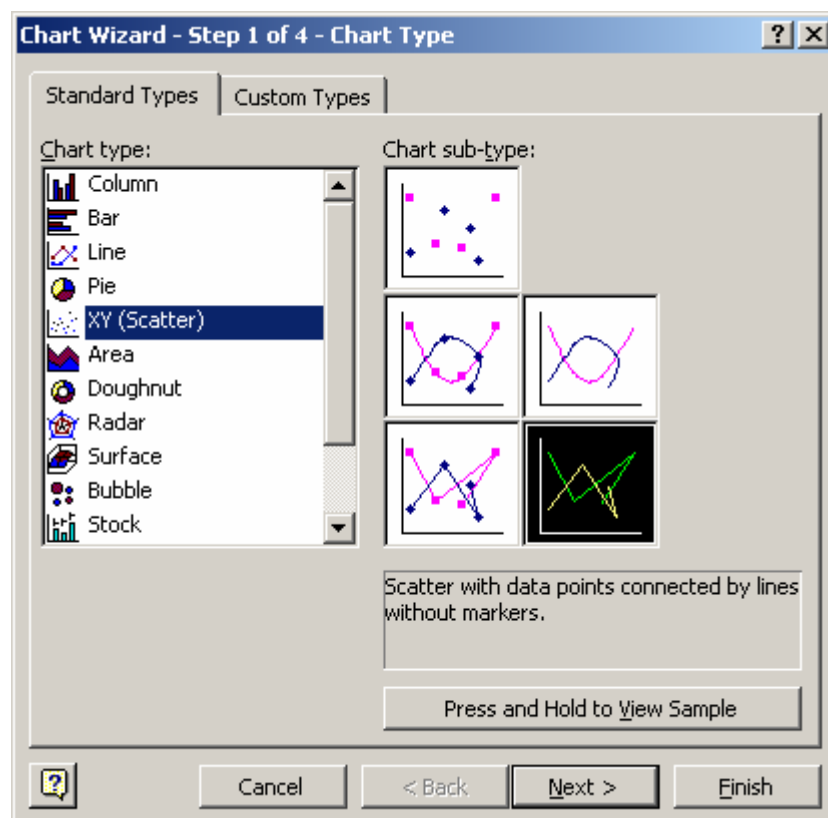 Chart Wizard - Step 1 of 4 - Chart Type
Standard Types
Custom Types
Chart type:
Column
Bar
Line
Pie
XY (Scatter)
Area
Doughnut
Radar
Surface
Bubble
Stock
Chart sub-type:
Scatter with data points connected by lines
without markers.
Press and Hold to View Sample
Cancel
< Back
Next >
Finish